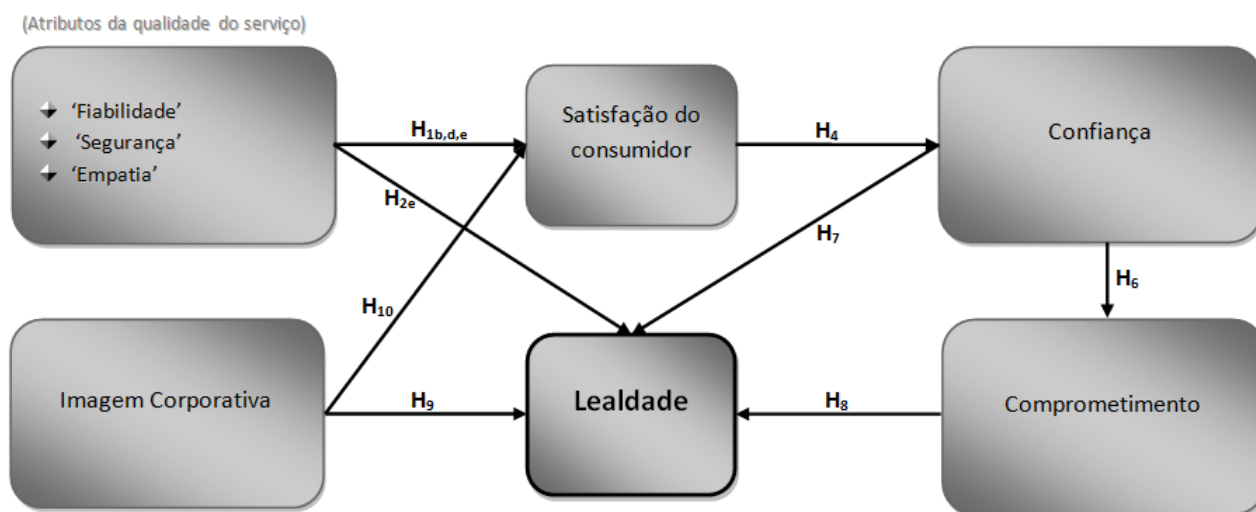 (Atributos da qualidade do serviço)
‘Fiabilidade’
‘Segurança’
‘Empatia’
H1b,d,e
Satisfação do
consumidor
H4
Confiança
H2e
H7
H10
H6
Imagem Corporativa
H9
Lealdade
H8
Comprometimento